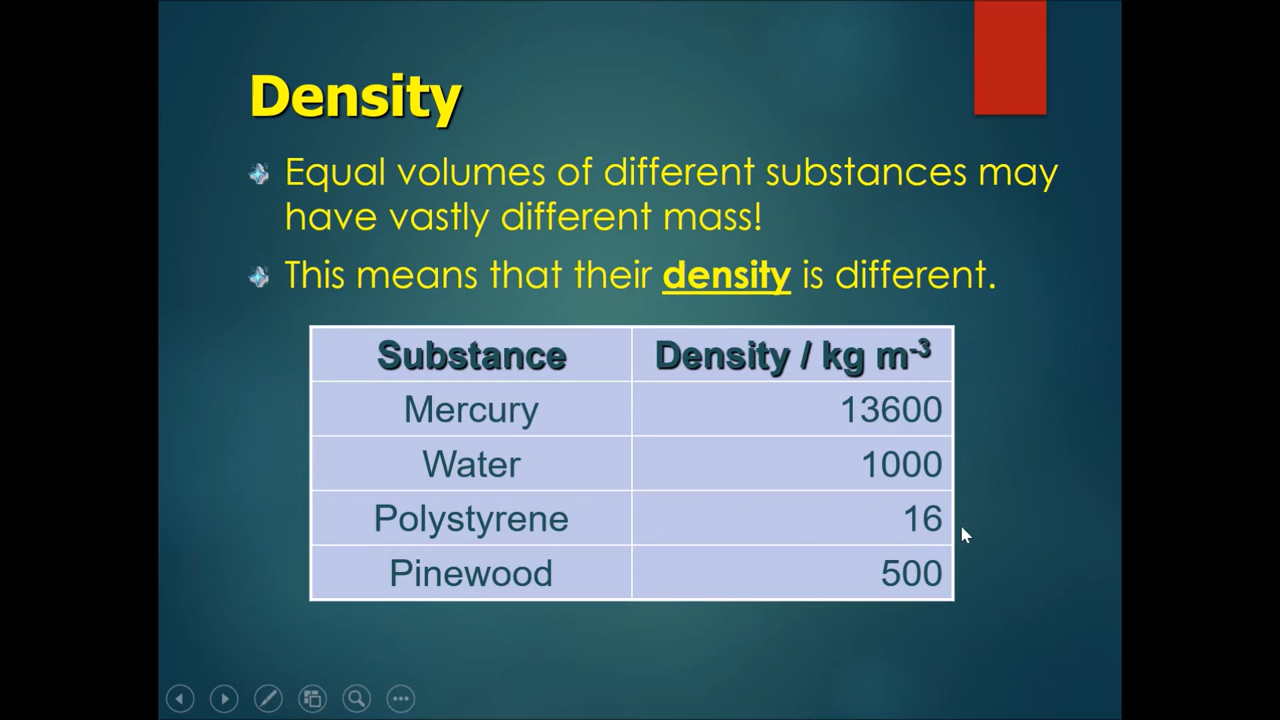 Density
Equal volumes of different substances may
have vastly different mass!
This means that their density is different.
Substance Density / kg m⁻³
Mercury 13600
Water 1000
Polystyrene 16
Pinewood 500